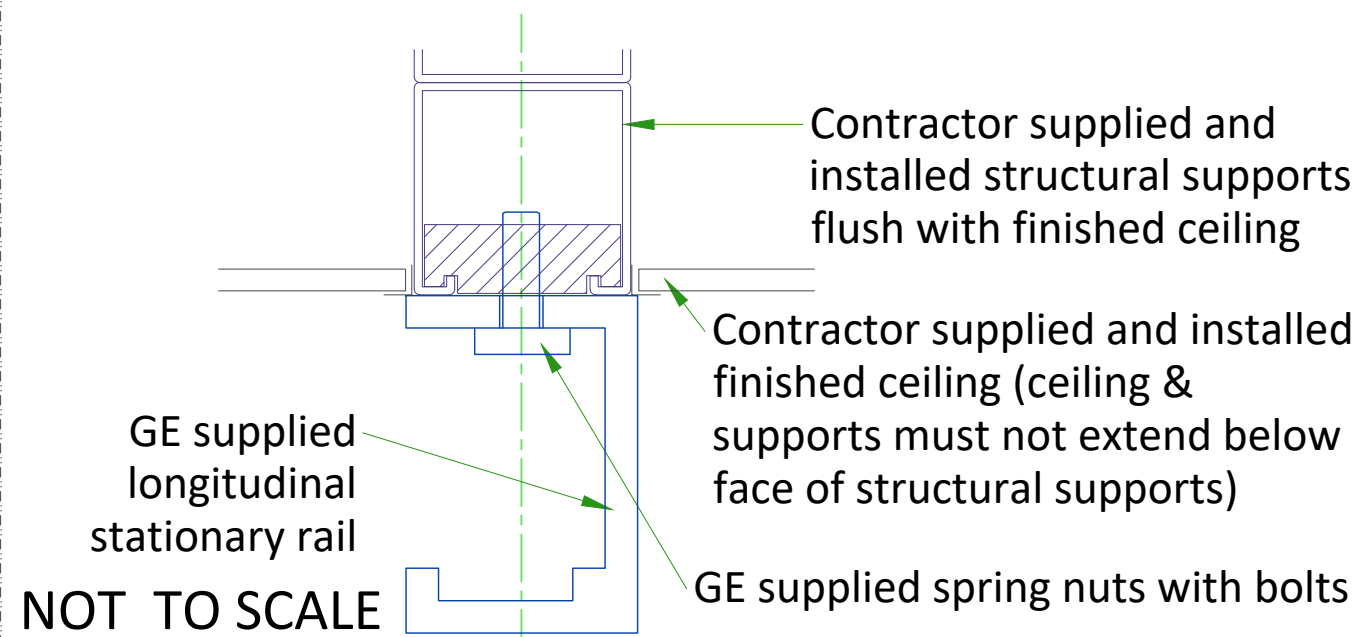 Contractor supplied and
installed structural supports
flush with finished ceiling
Contractor supplied and installed
finished ceiling (ceiling &
supports must not extend below
face of structural supports)
GE supplied
longitudinal
stationary rail
GE supplied spring nuts with bolts
NOT TO SCALE